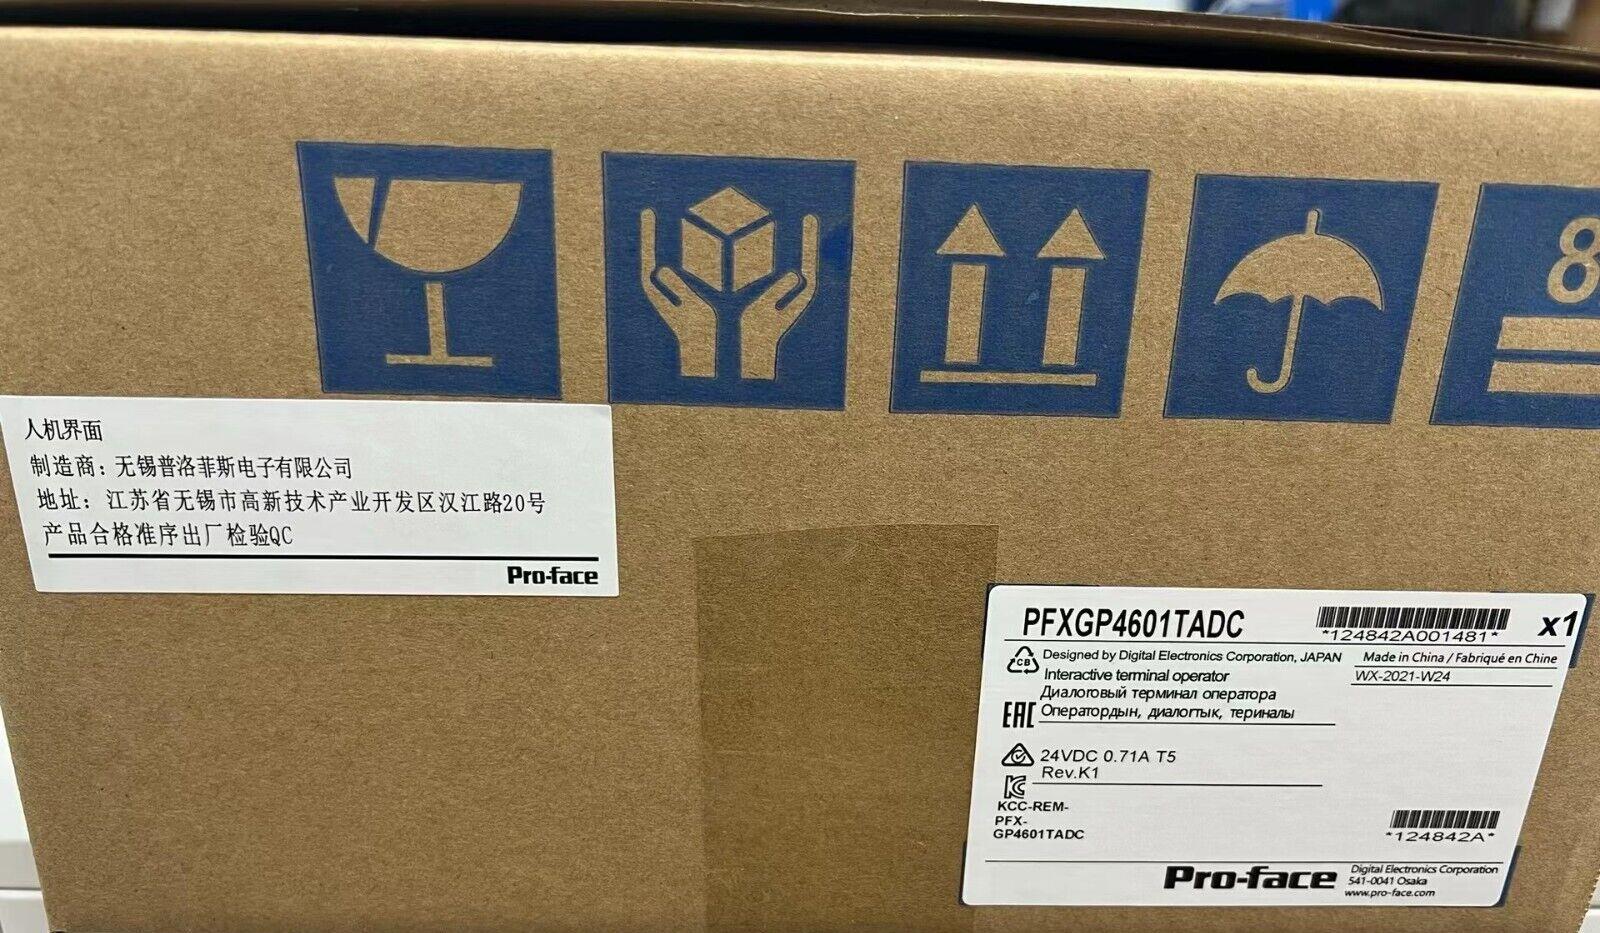 8
人机界面
制造商：无锡普洛菲斯电子有限公司
地址：江苏省无锡市高新技术产业开发区汉江路20号
产品合格准序出厂检验QC
Pro-face
PFXGP4601TADC
*124842A001481*
x1
CB
Designed by Digital Electronics Corporation, JAPAN
Made in China / Fabriqué en Chine
Interactive terminal operator
WX-2021-W24
Диалоговый терминал оператора
EAC
Оператордын, диалогтык, териналы
24VDC 0.71A T5
Rev.K1
KCC-REM-
PFX-
GP4601TADC
*124842A*
Pro-face
Digital Electronics Corporation
541-0041 Osaka
www.pro-face.com